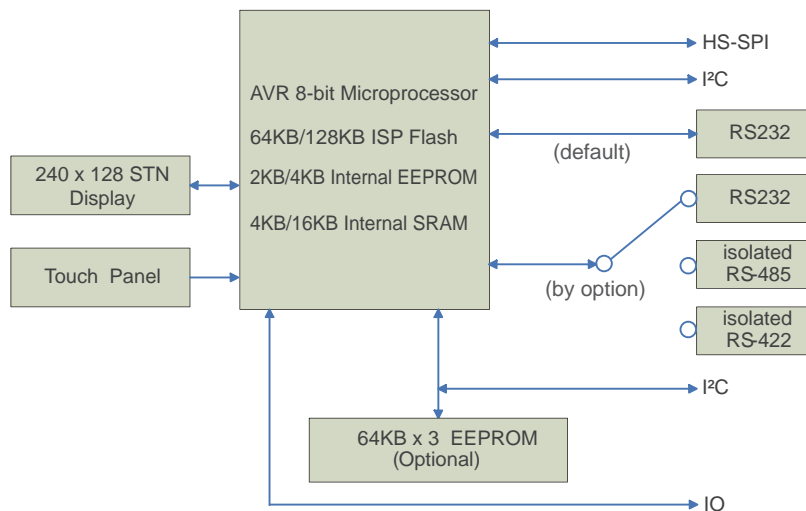 HS-SPI
I²C
AVR 8-bit Microprocessor
64KB/128KB ISP Flash
2KB/4KB Internal EEPROM
4KB/16KB Internal SRAM
(default)
RS232
240 x 128 STN
Display
RS232
Touch Panel
(by option)
isolated
RS-485
isolated
RS-422
I²C
64KB x 3 EEPROM
(Optional)
IO